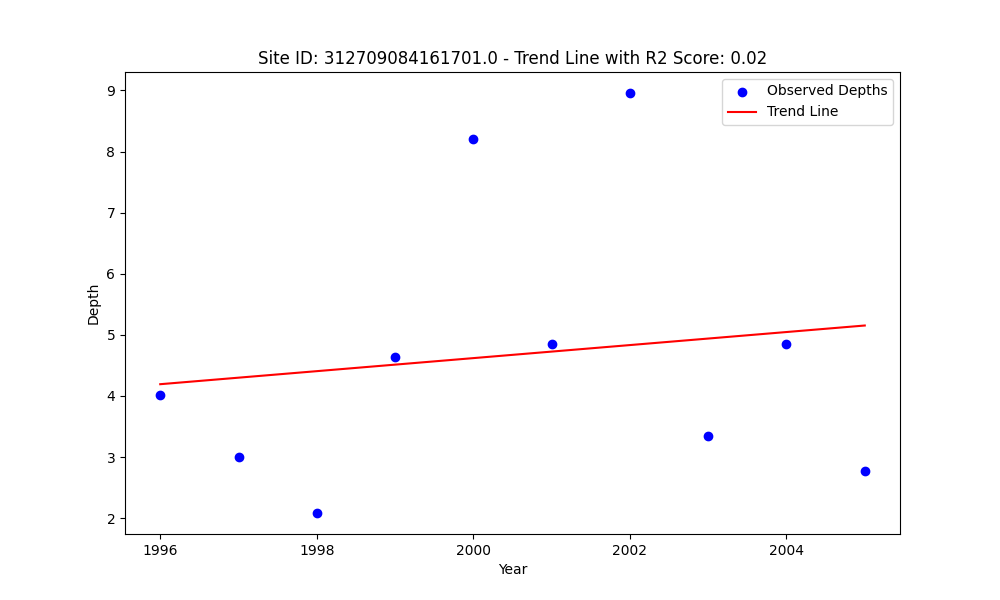 Site ID: 312709084161701.0 - Trend Line with R2 Score: 0.02
Observed Depths
Trend Line
9
8
7
6
5
4
3
2
Depth
1996
1998
2000
2002
2004
Year